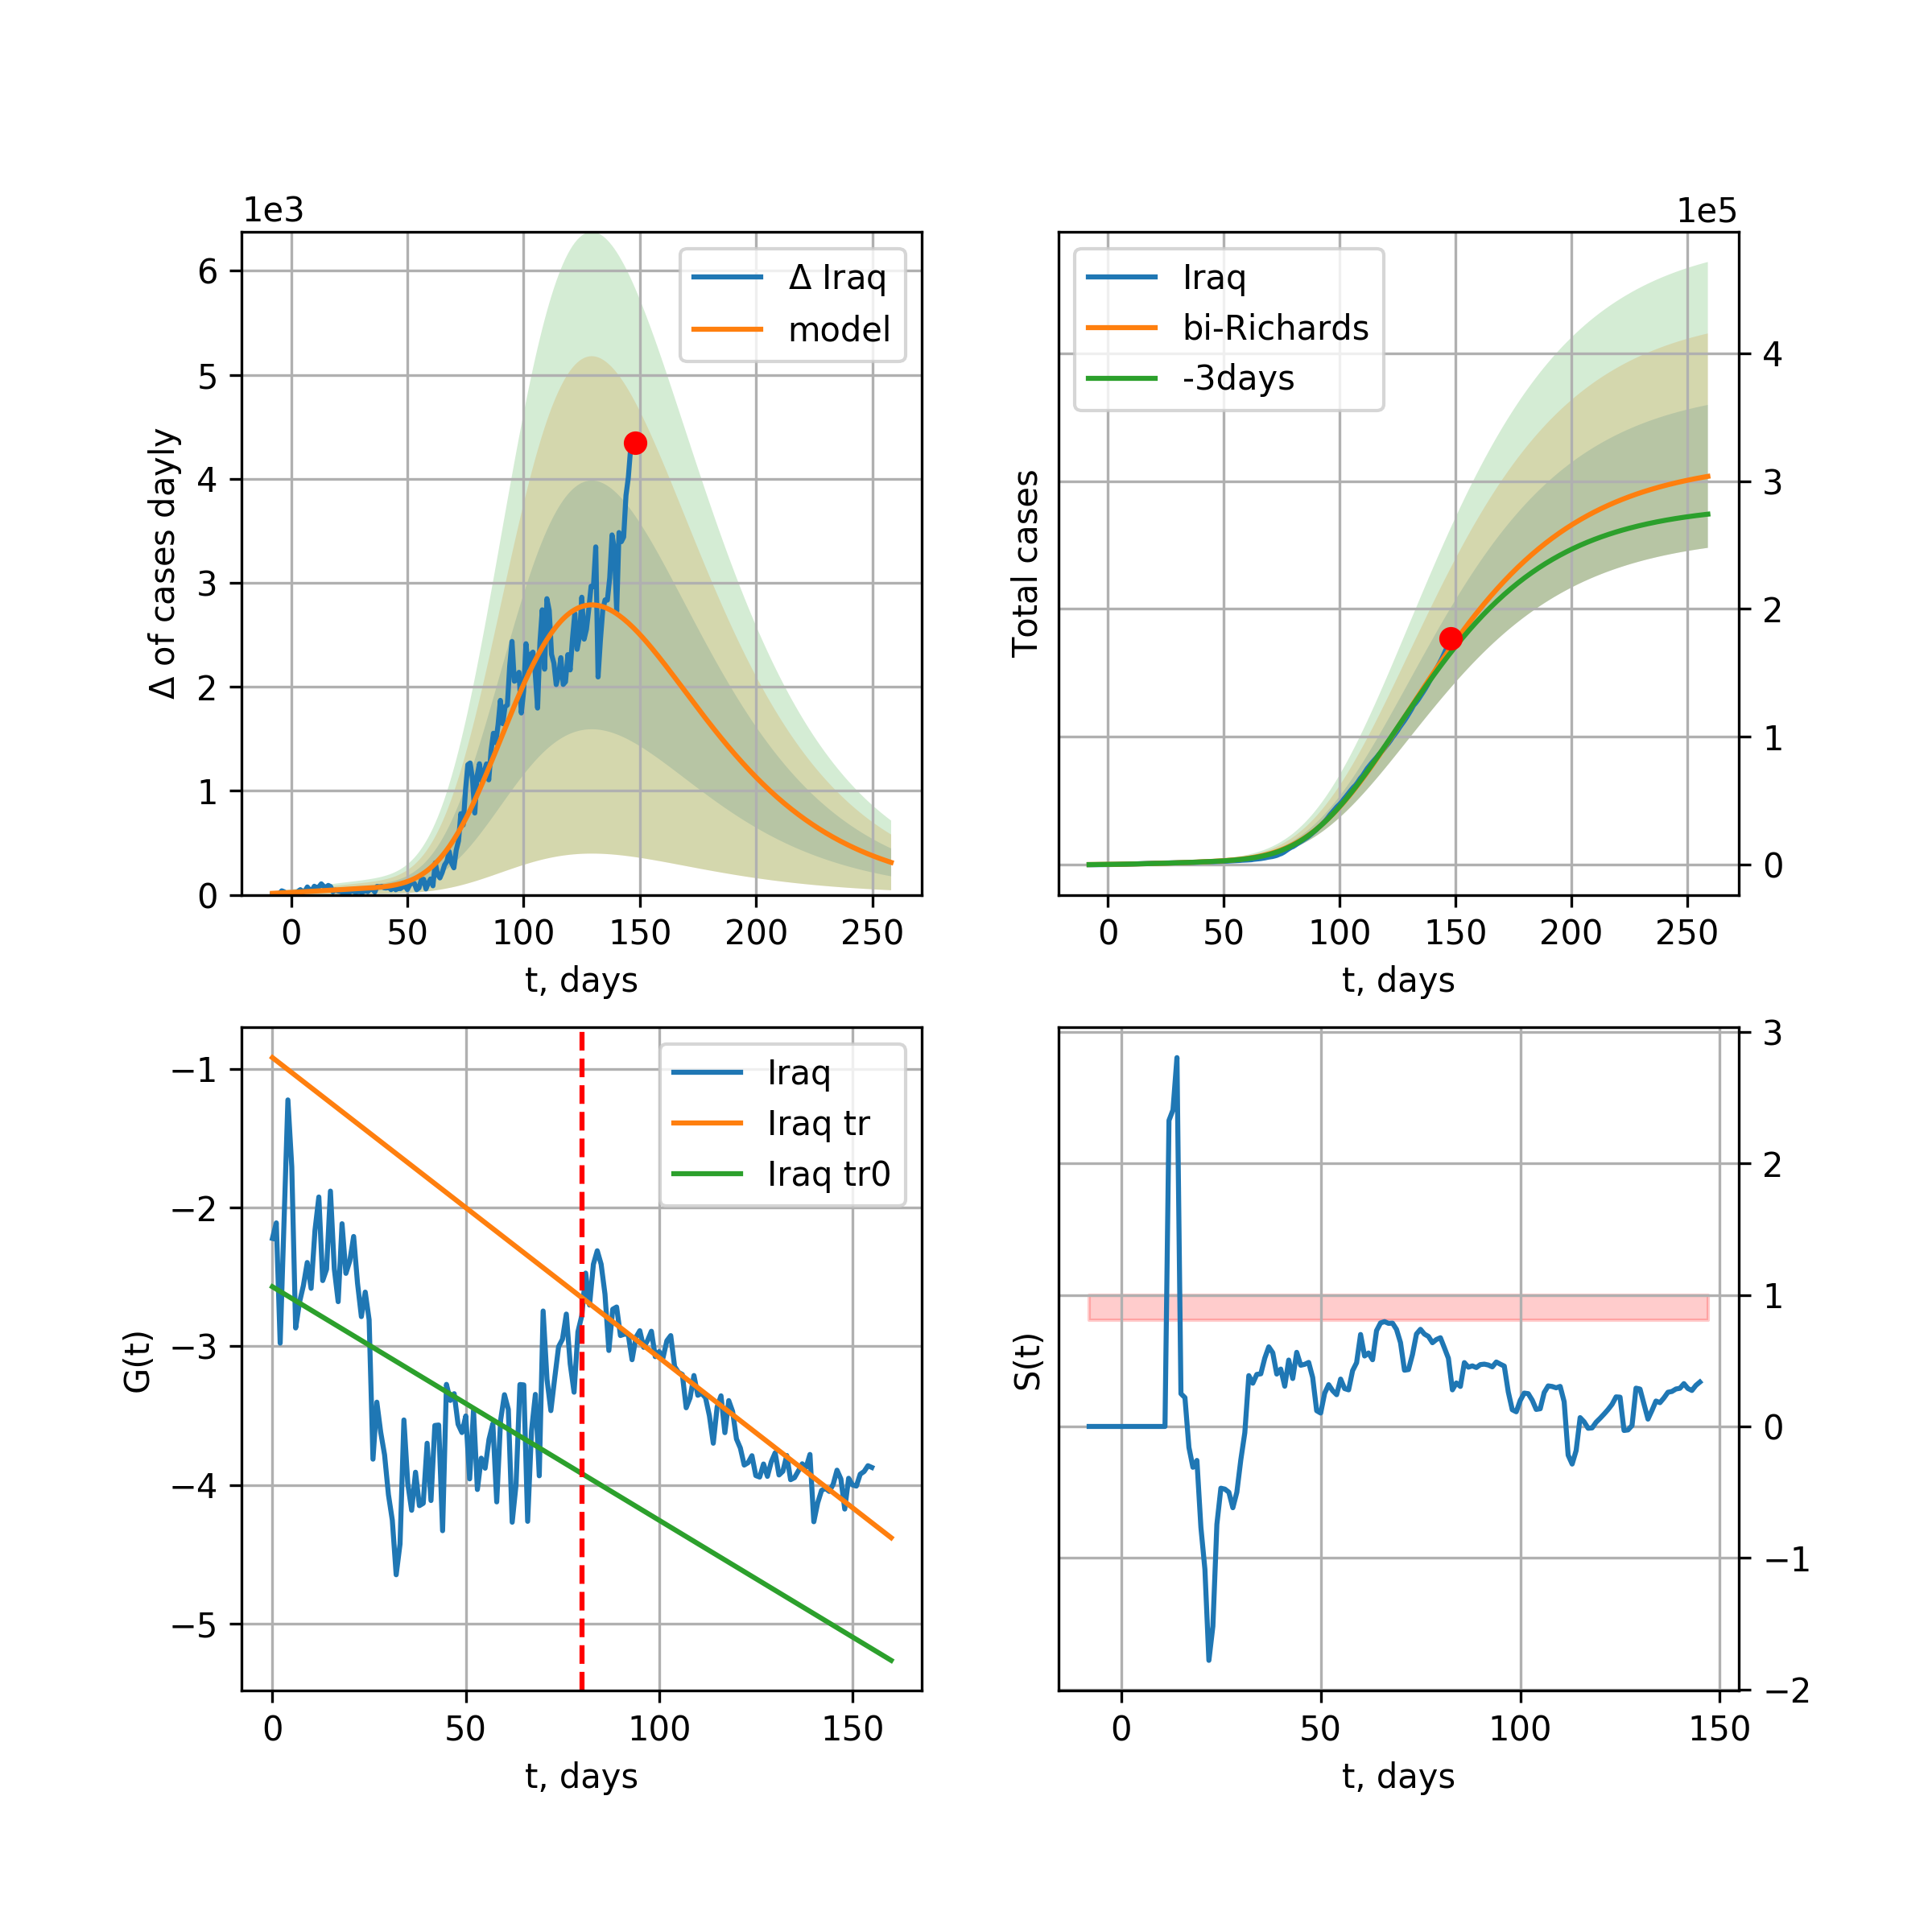 1e3
Δ of cases dayly
6
5
4
3
2
1
0
Δ Iraq
model
0 50 100 150 200 250
t, days
1e5
Total cases
Iraq
bi-Richards
-3days
4
3
2
1
0
0 50 100 150 200 250
t, days
G(t)
−1
−2
−3
−4
−5
Iraq
Iraq tr
Iraq tr0
0 50 100 150
t, days
S(t)
3
2
1
0
−1
−2
0 50 100 150
t, days